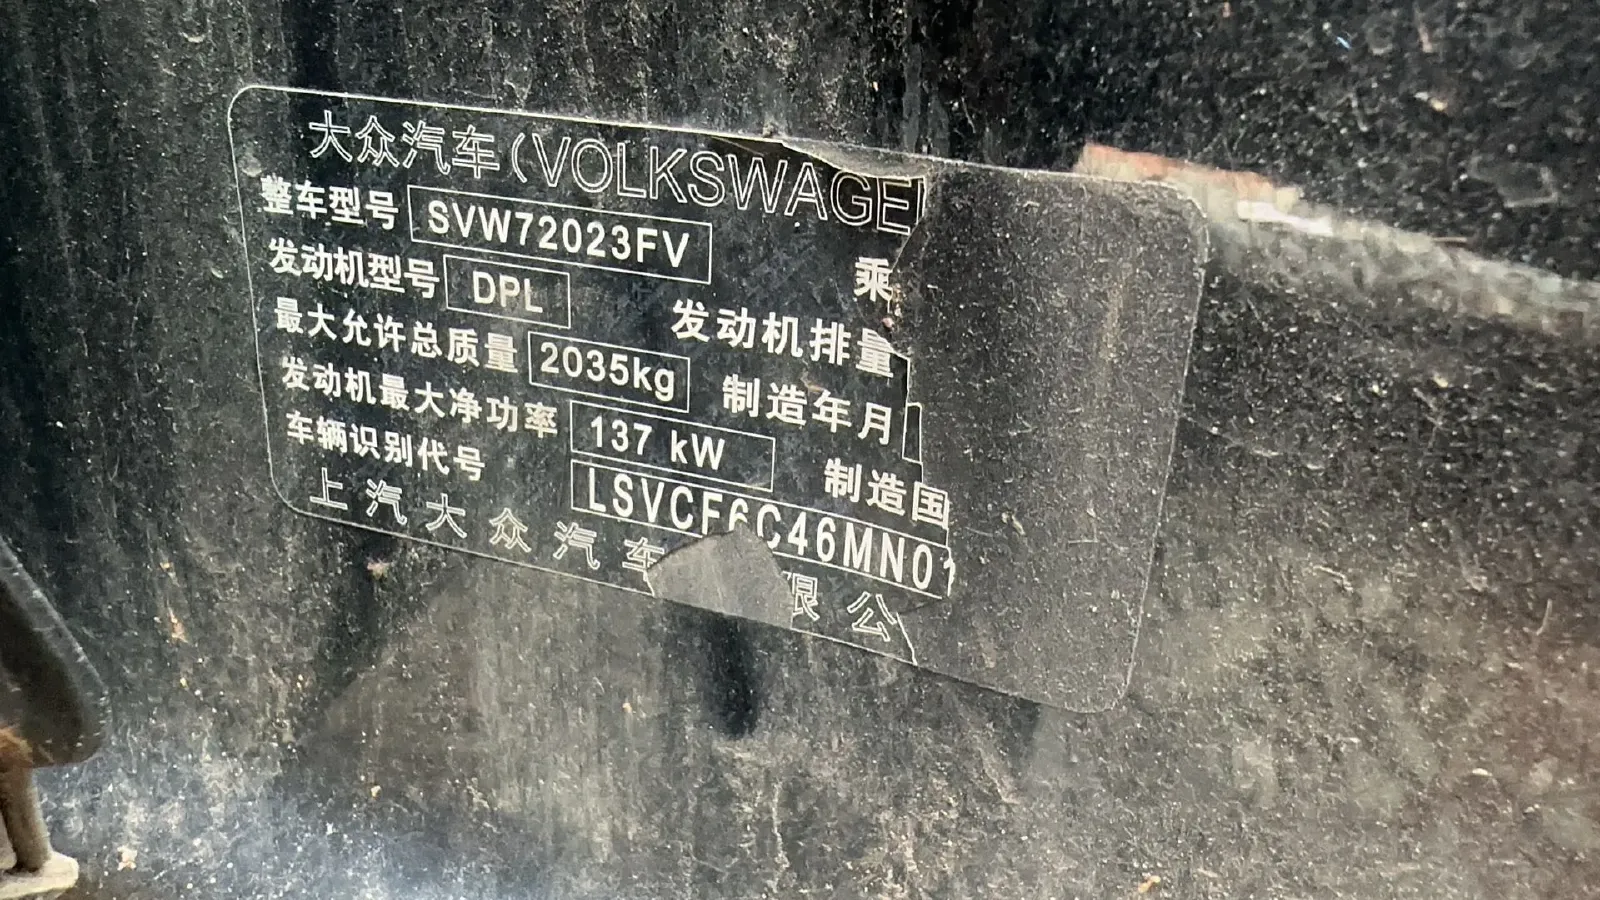 大众汽车(VOLKSWAGE
整车型号 SVW72023FV 乘
发动机型号 DPL 发动机排量
最大允许总质量 2035kg 制造年月
发动机最大净功率 137 kW 制造国
车辆识别代号 LSVCF6C46MN01
上汽大众汽车 限公